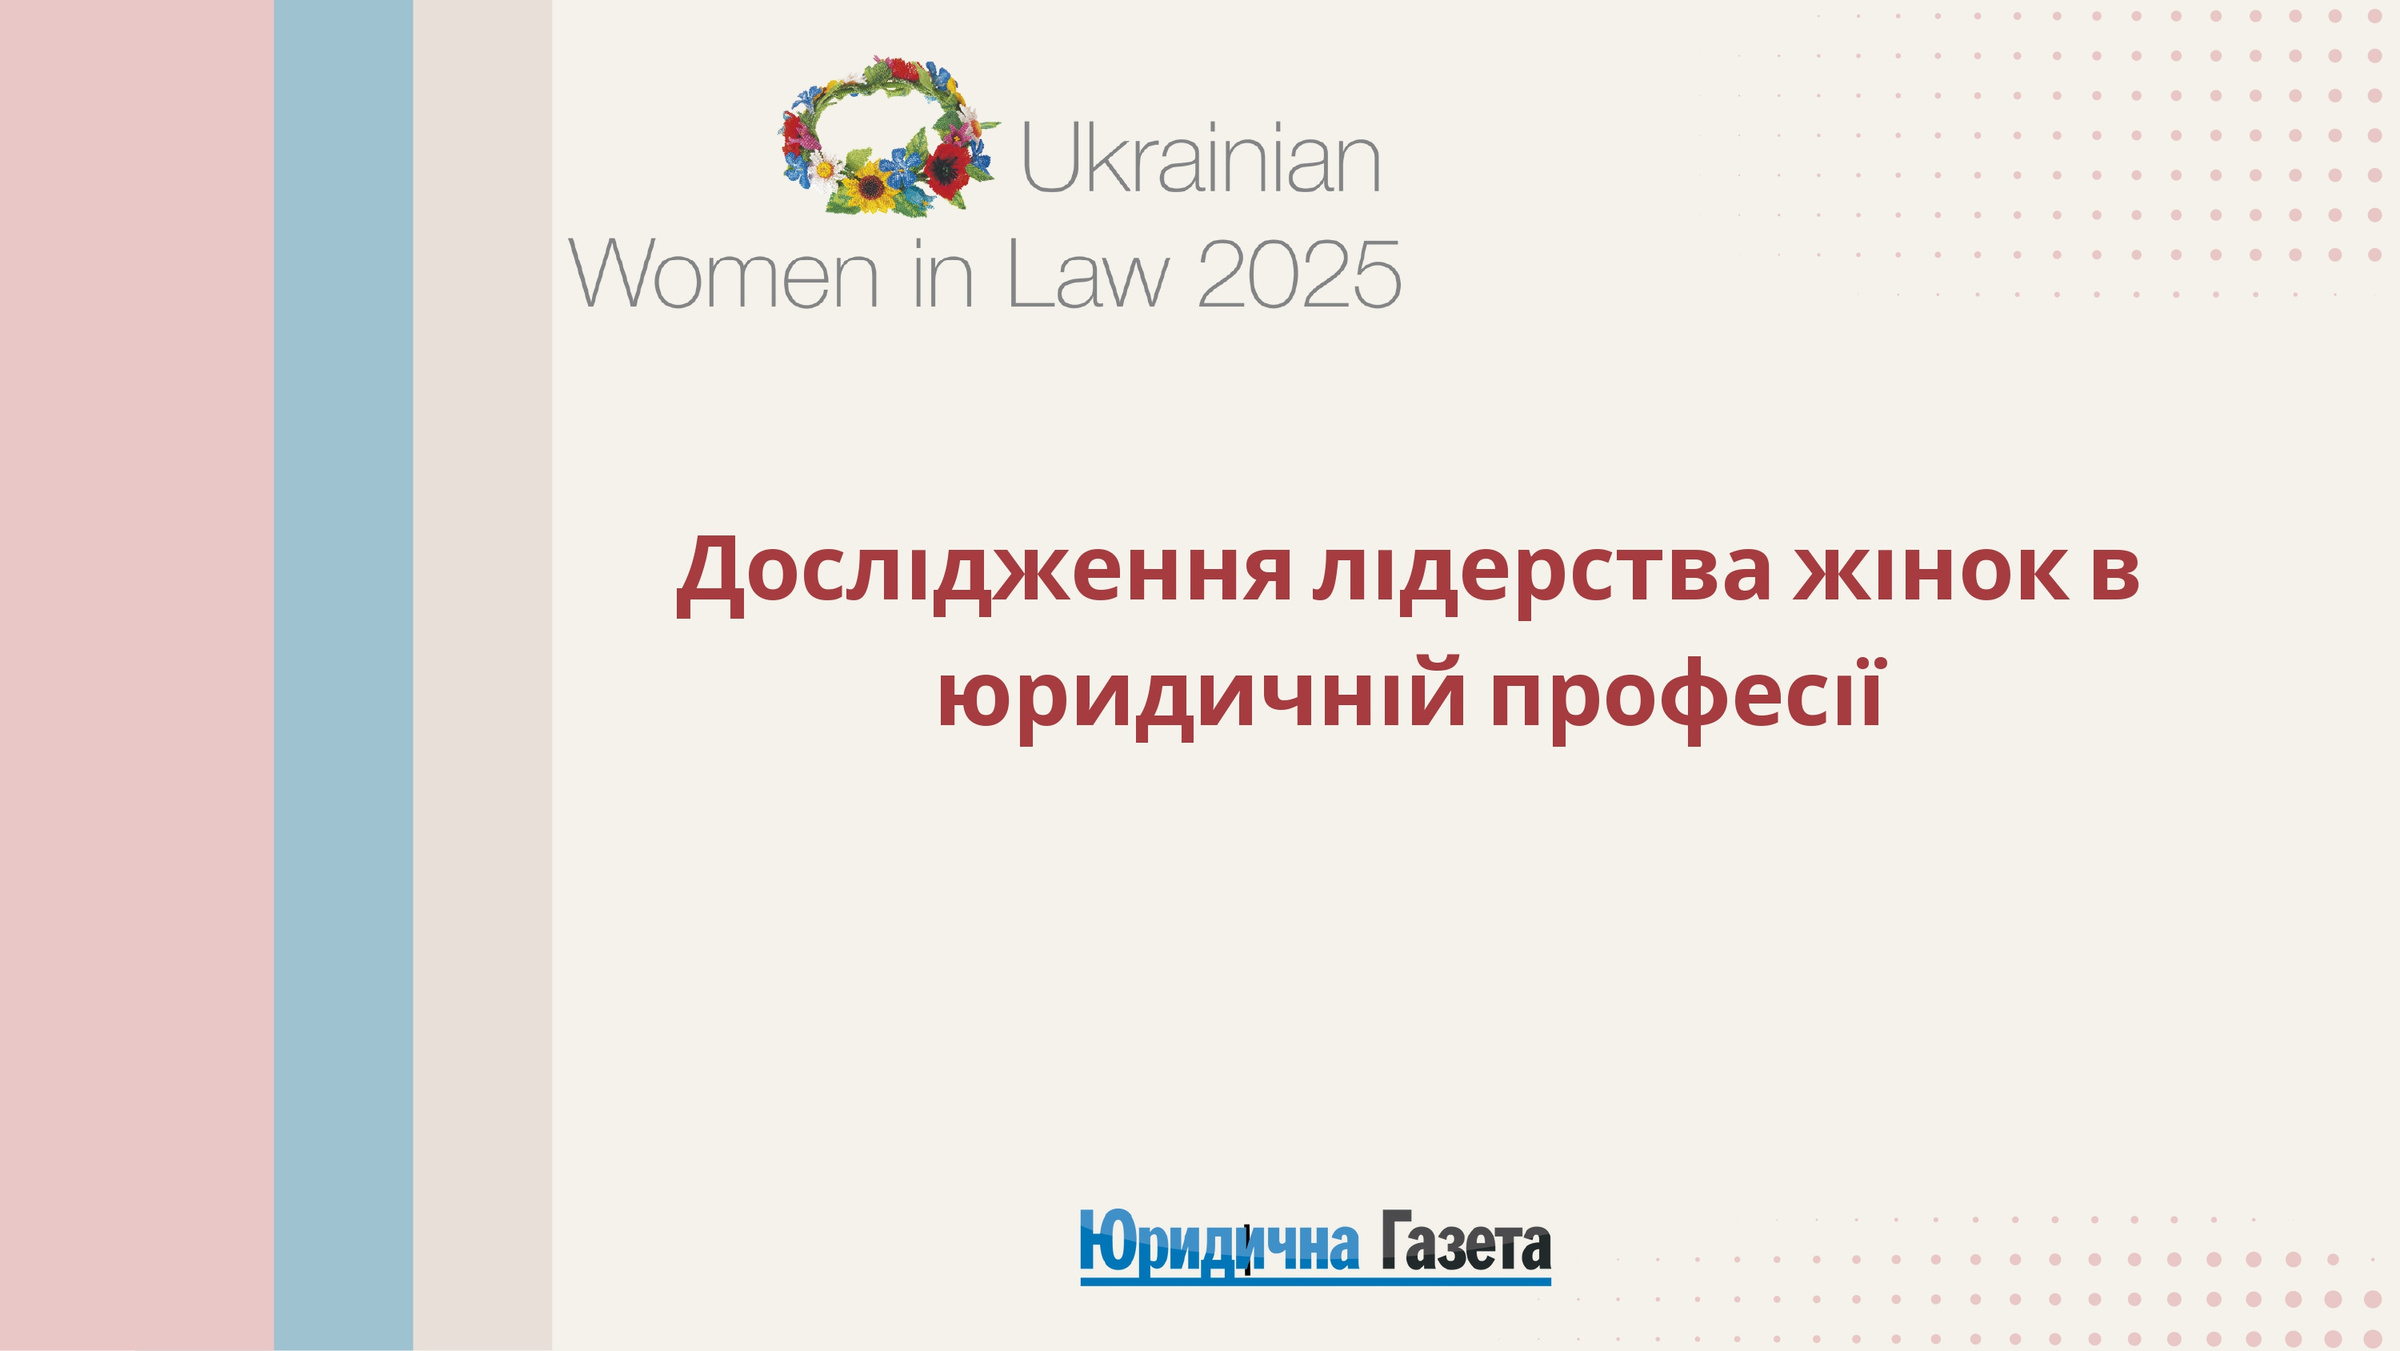 Ukrainian
Women in Law 2025
Дослідження лідерства жінок в
юридичній професії
Юридична Газета